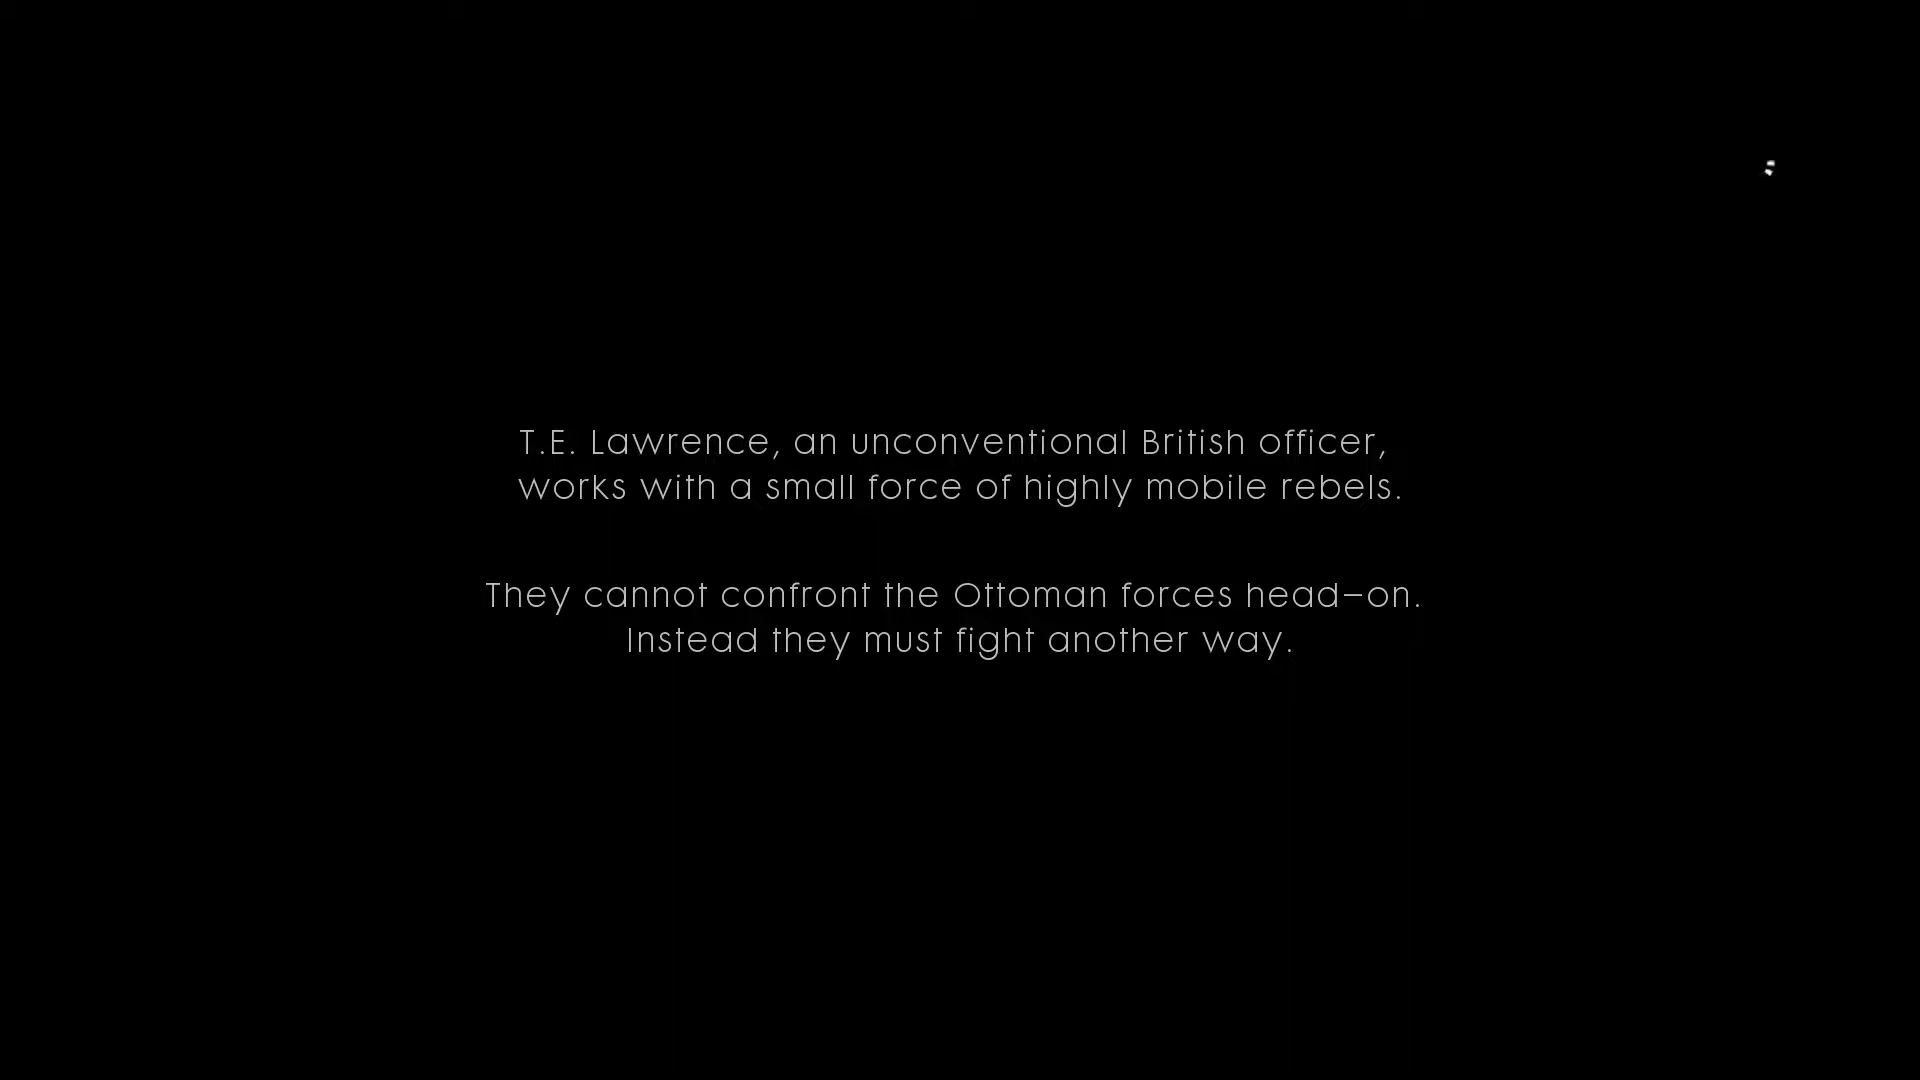 T.E. Lawrence, an unconventional British officer,
works with a small force of highly mobile rebels.
They cannot confront the Ottoman forces head-on.
Instead they must fight another way.